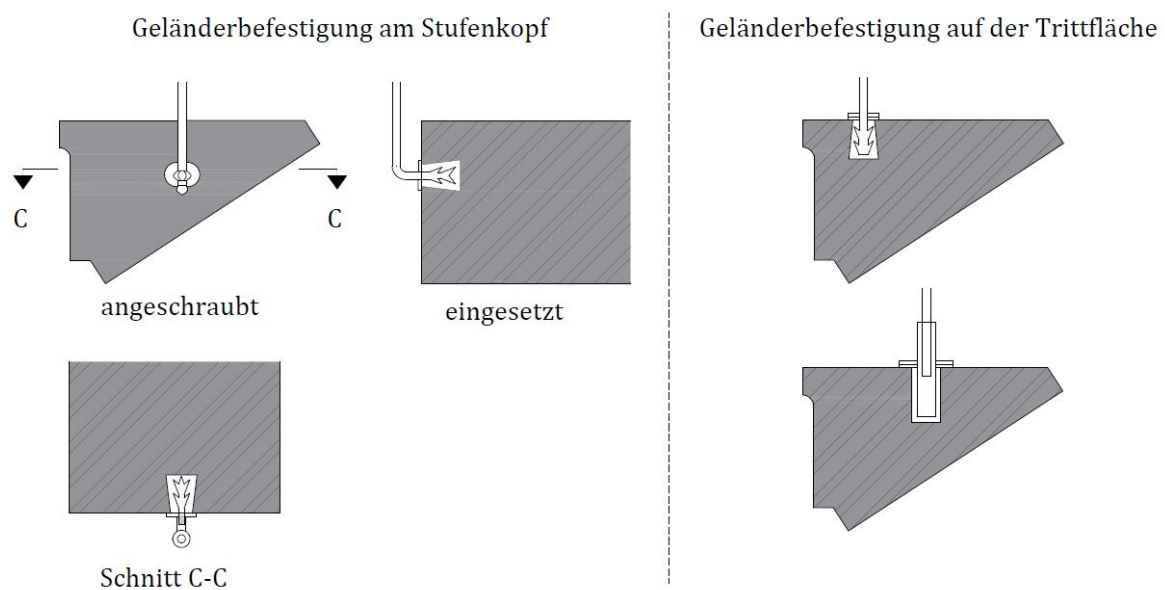 Geländerbefestigung am Stufenkopf
Geländerbefestigung auf der Trittfläche
C
C
angeschraubt
eingesetzt
Schnitt C-C